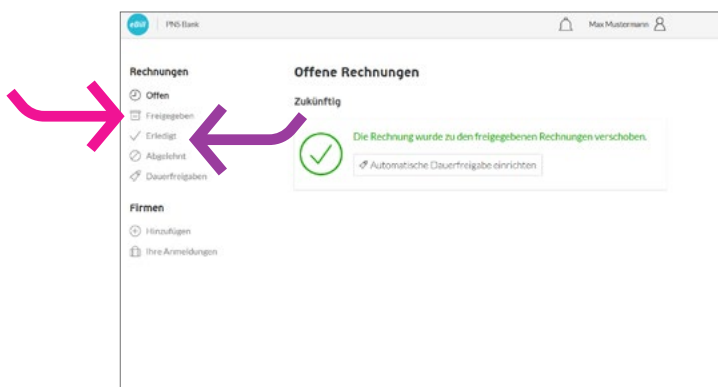 eBill PNS Bank
Max Mustermann
Rechnungen
Offen
Freigegeben
Erledigt
Abgelehnt
Dauerfreigaben
Firmen
Hinzufügen
Ihre Anmeldungen
Offene Rechnungen
Zukünftig
Die Rechnung wurde zu den freigegebenen Rechnungen verschoben.
Automatische Dauerfreigabe einrichten